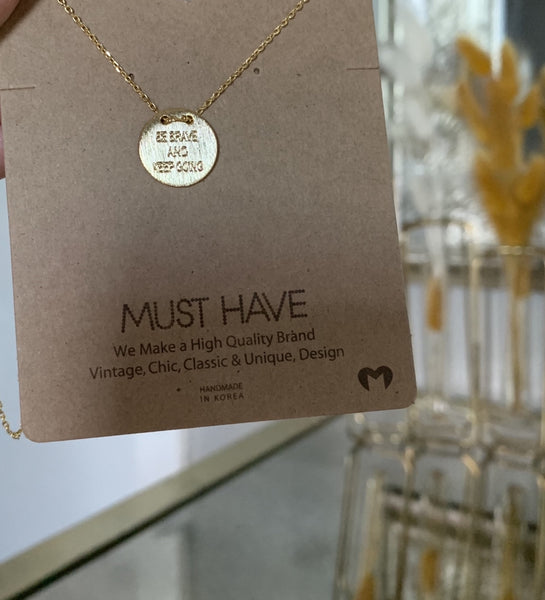 BE BRAVE
AND
KEEP GOING
MUST HAVE
We Make a High Quality Brand
Vintage, Chic, Classic & Unique, Design
HANDMADE
IN KOREA
M